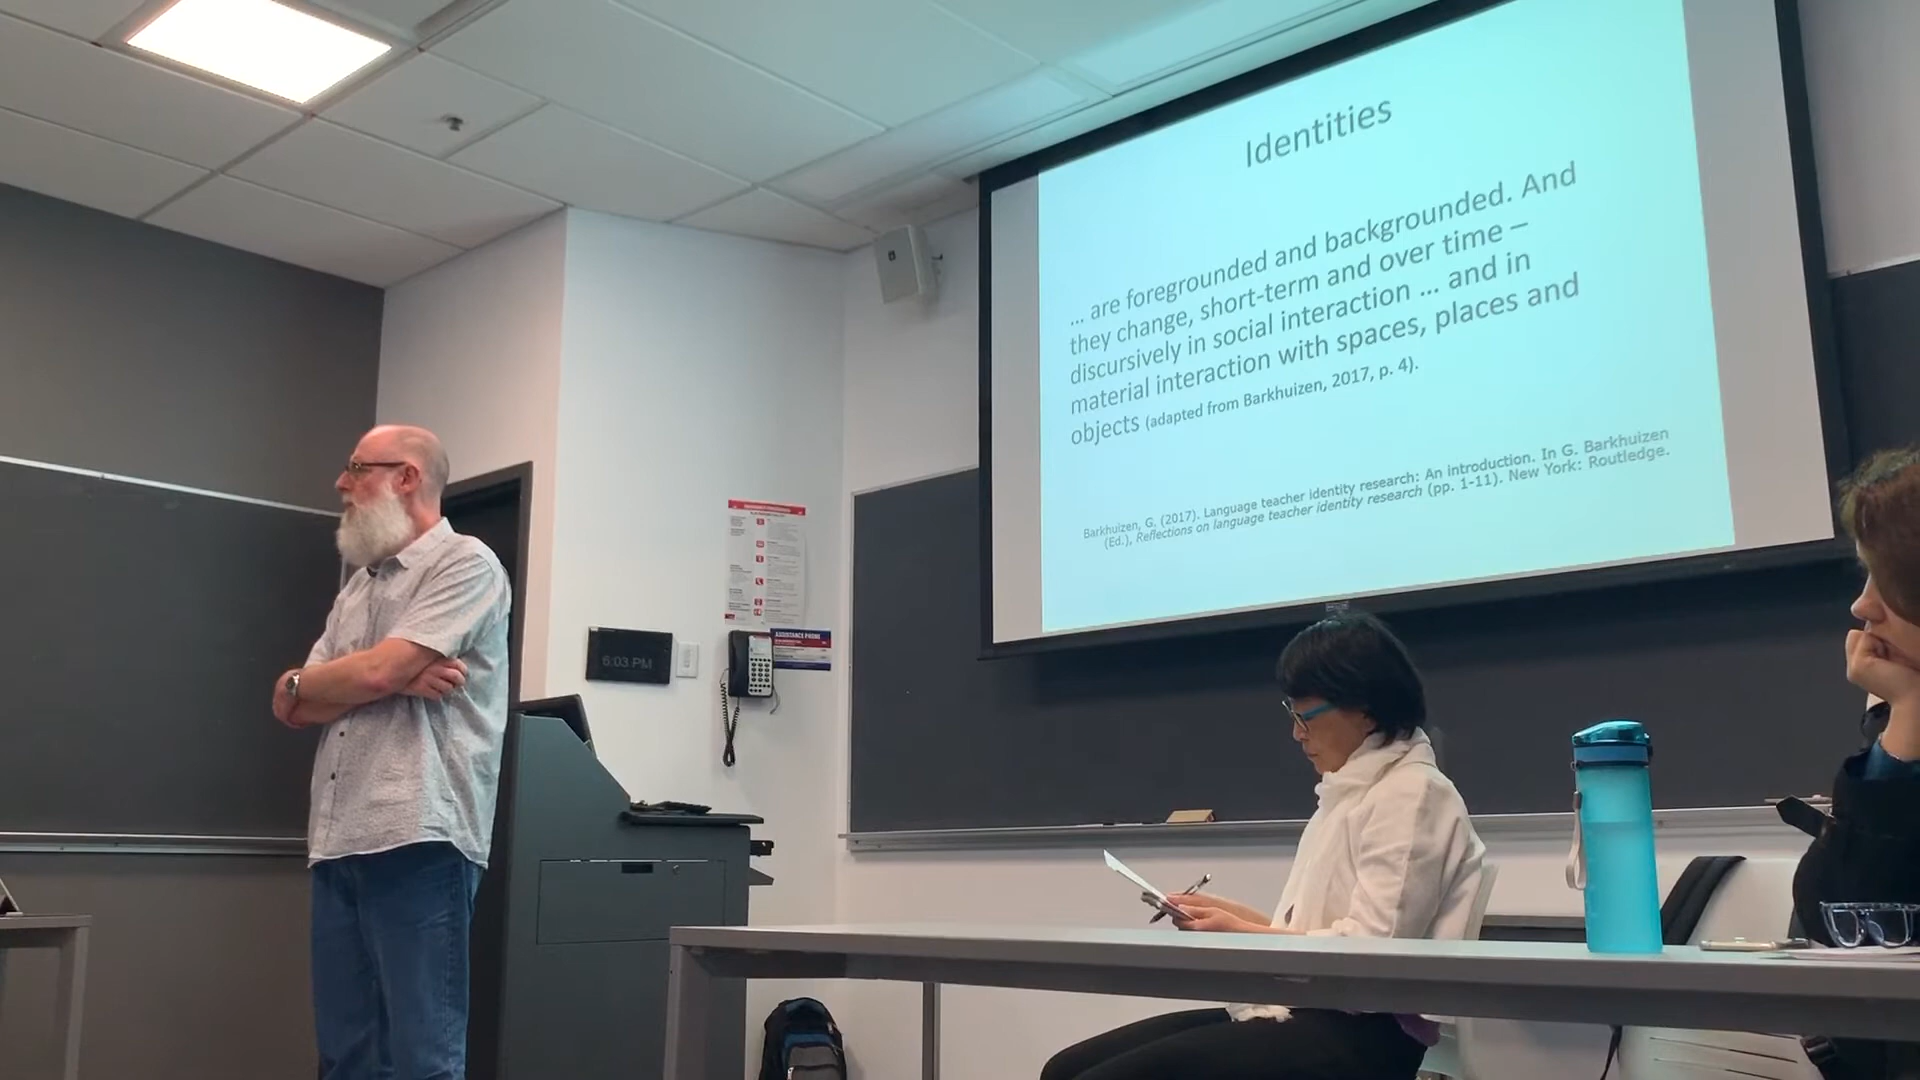 Identities
... are foregrounded and backgrounded. And
they change, short-term and over time –
discursively in social interaction ... and in
material interaction with spaces, places and
objects (adapted from Barkhuizen, 2017, p. 4).
Barkhuizen, G. (2017). Language teacher identity research: An introduction. In G. Barkhuizen
(Ed.), Reflections on language teacher identity research (pp. 1-11). New York: Routledge.
6:03 PM
ASSISTANCE PHONE